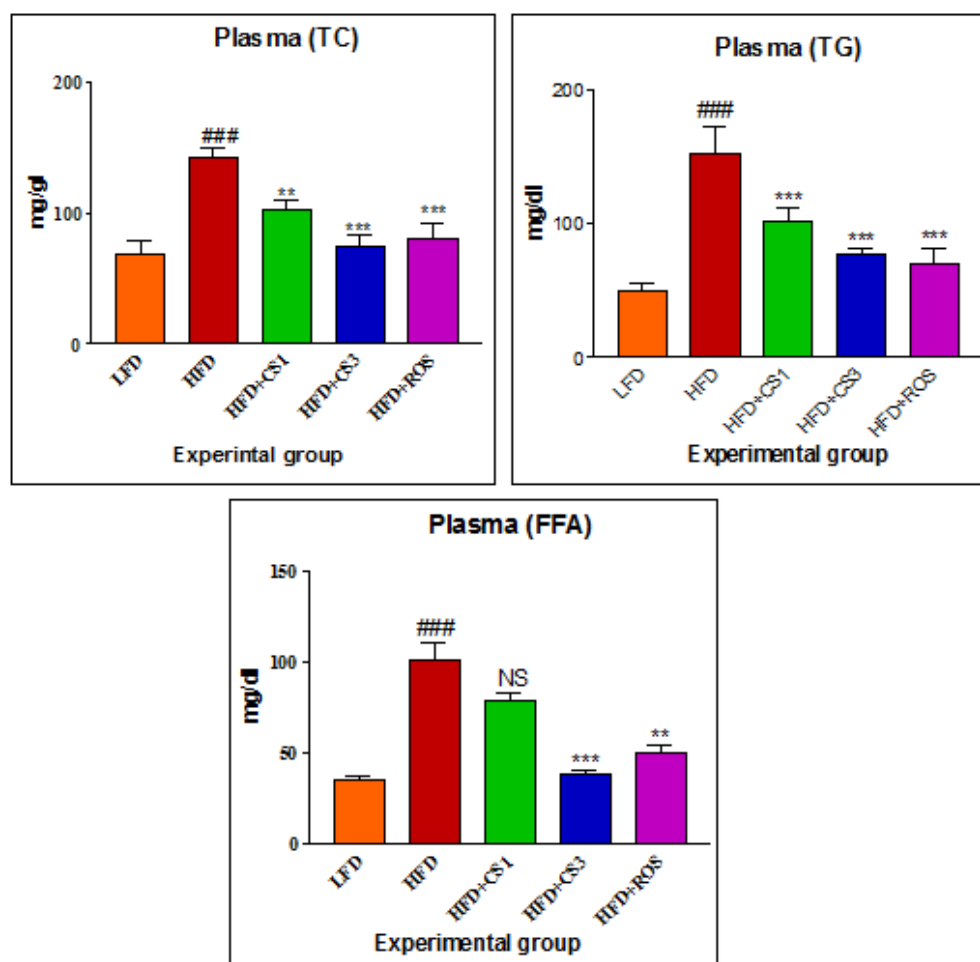 Plasma (TC)
mg/gl
200
100
0
###
**
***
***
LFD
HFD
HFD+CS1
HFD+CS3
HFD+ROS
Experintal group
Plasma (TG)
mg/dl
200
100
0
###
***
***
***
LFD
HFD
HFD+CS1
HFD+CS3
HFD+ROS
Experimental group
Plasma (FFA)
mg/dl
150
100
50
0
###
NS
***
**
LFD
HFD
HFD+CS1
HFD+CS3
HFD+ROS
Experimental group